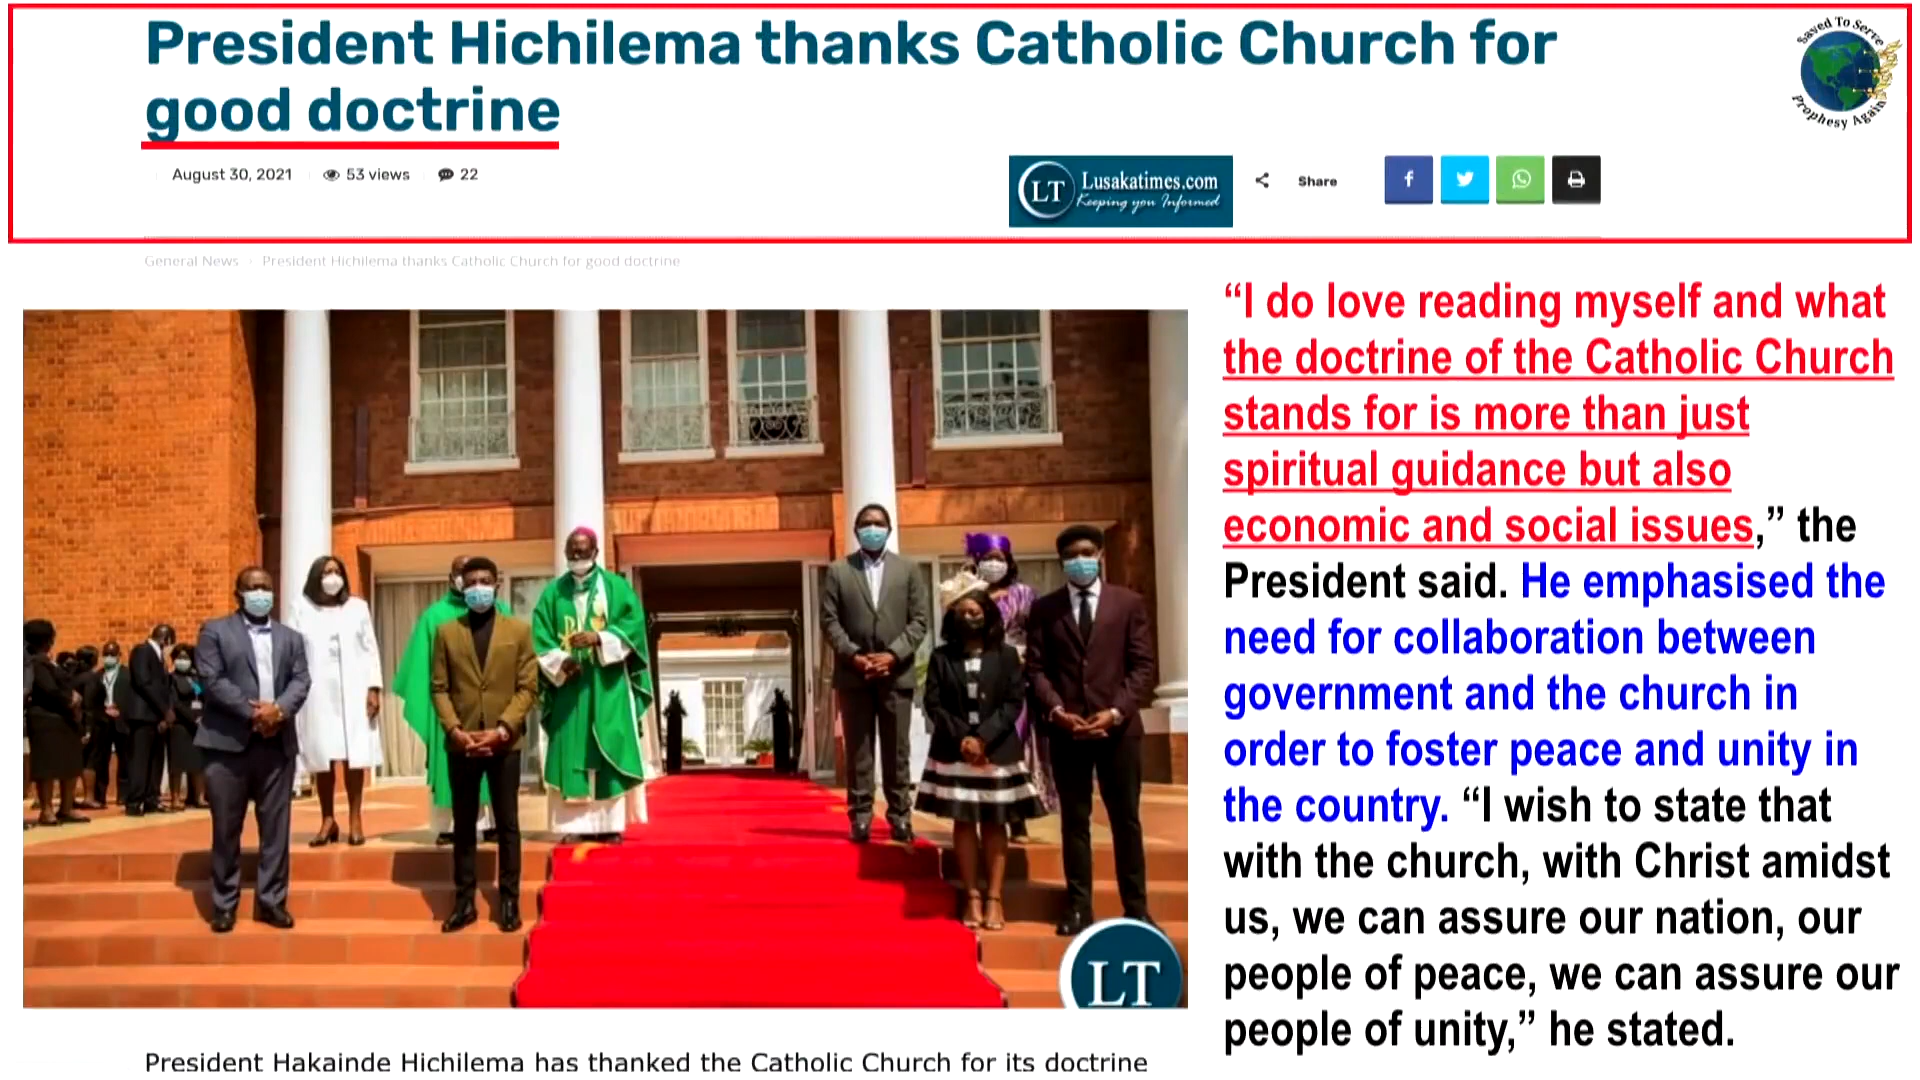 President Hichilema thanks Catholic Church for
good doctrine
Saved To Serve
Prophesy Again
August 30, 2021 53 views 22
LT Lusakatimes.com
Keeping you Informed
Share
General News › President Hichilema thanks Catholic Church for good doctrine
“I do love reading myself and what
the doctrine of the Catholic Church
stands for is more than just
spiritual guidance but also
economic and social issues,” the
President said. He emphasised the
need for collaboration between
government and the church in
order to foster peace and unity in
the country. “I wish to state that
with the church, with Christ amidst
us, we can assure our nation, our
people of peace, we can assure our
people of unity,” he stated.
LT
President Hakainde Hichilema has thanked the Catholic Church for its doctrine